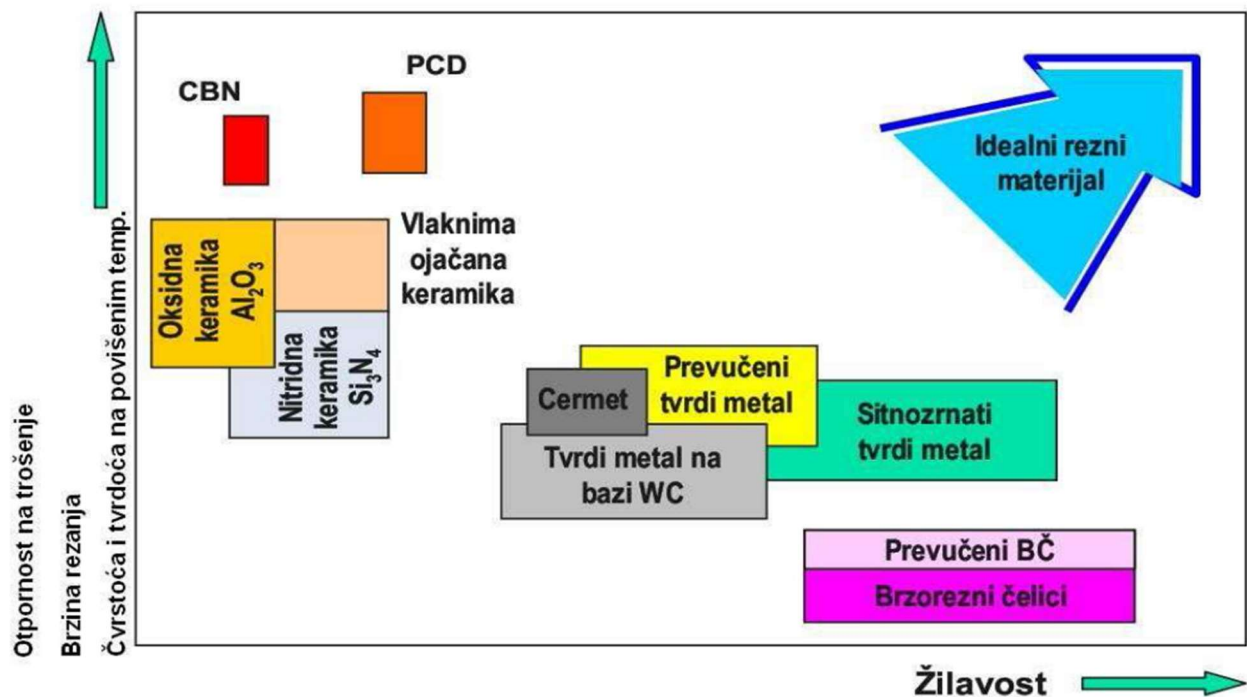 PCD
CBN
Idealni rezni
materijal
Vlaknima
ojačana
keramika
Oksidna
keramika
Al₂O₃
Nitridna
keramika
Si₃N₄
Prevučeni
tvrdi metal
Cermet
Sitnozrnati
tvrdi metal
Tvrdi metal na
bazi WC
Prevučeni BČ
Brzorezni čelici
Otpornost na trošenje
Brzina rezanja
Čvrstoća i tvrdoća na povišenim temp.
Žilavost